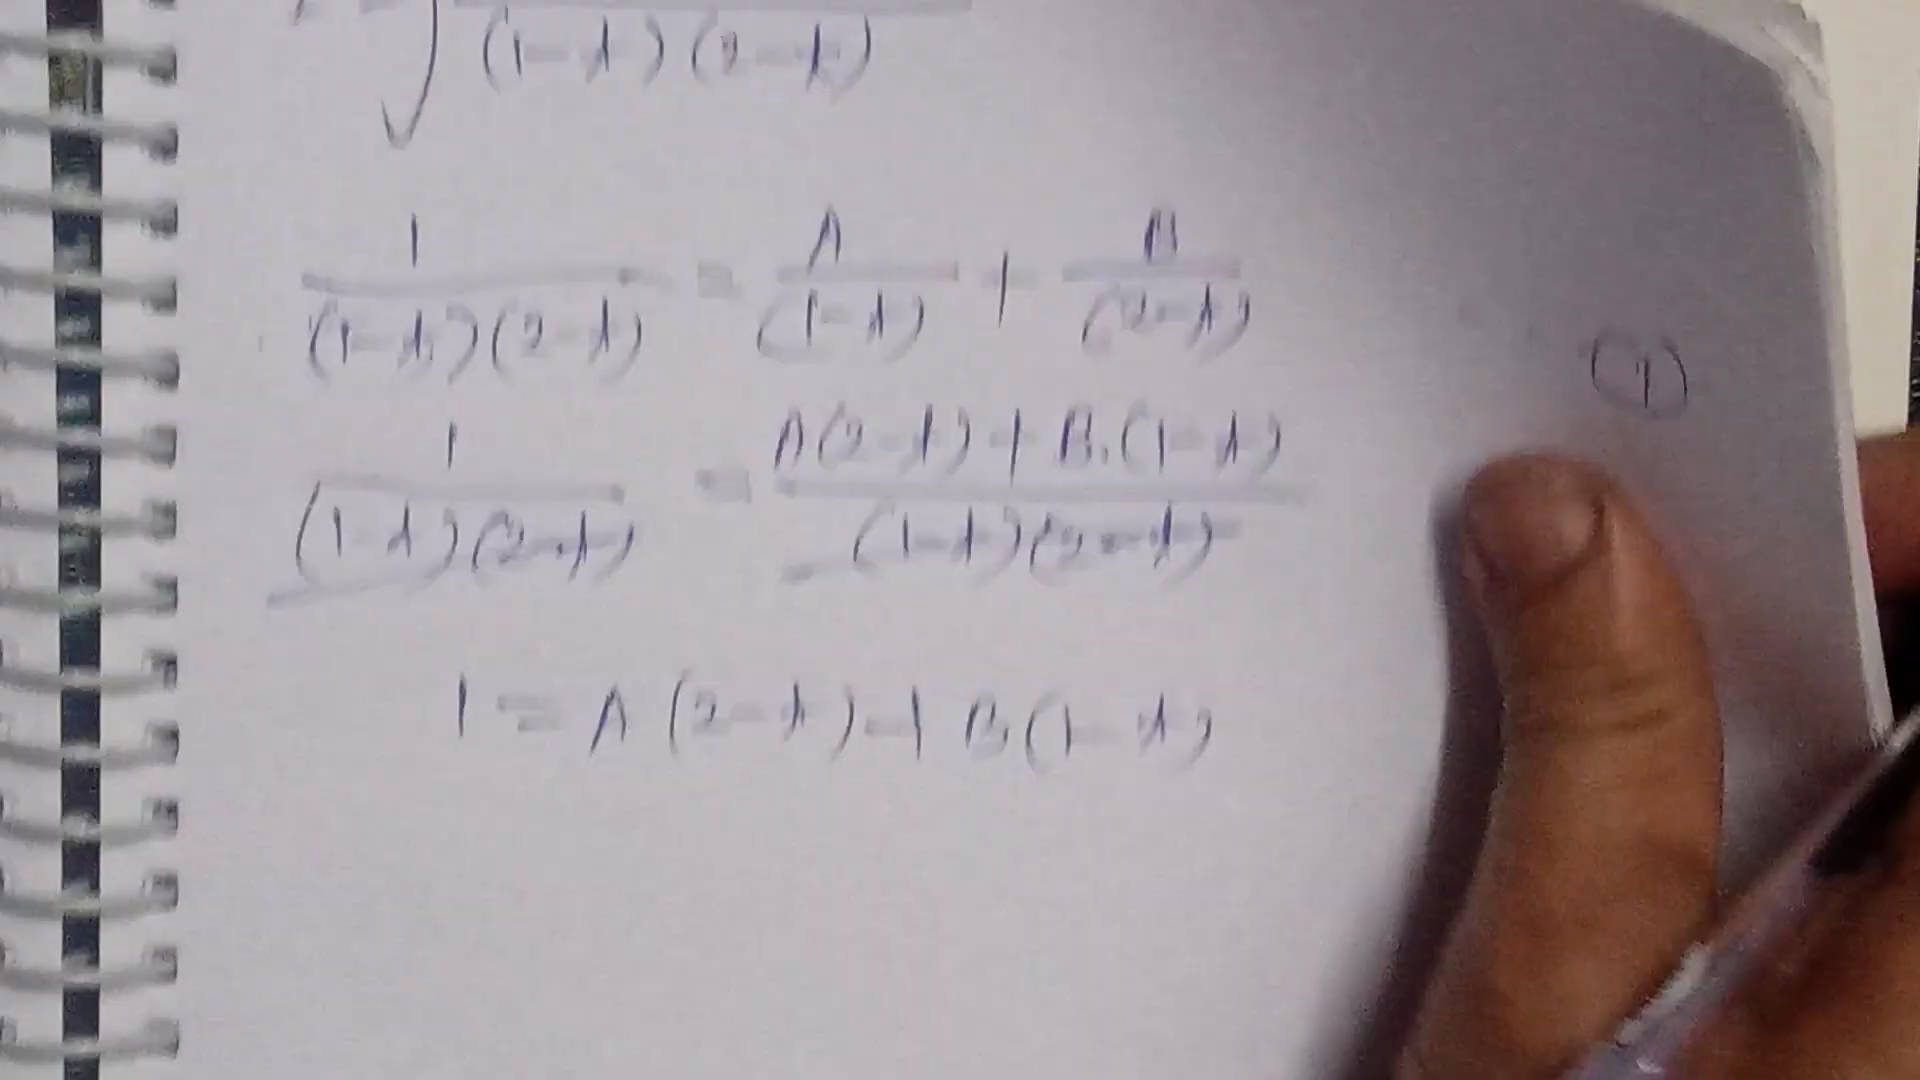 ∫ (1-t)(2-t)
1/((1-t)(2-t)) = A/(1-t) + B/(2-t)
(1)
1/((1-t)(2-t)) = (A(2-t) + B(1-t))/((1-t)(2-t))
1 = A(2-t) + B(1-t)